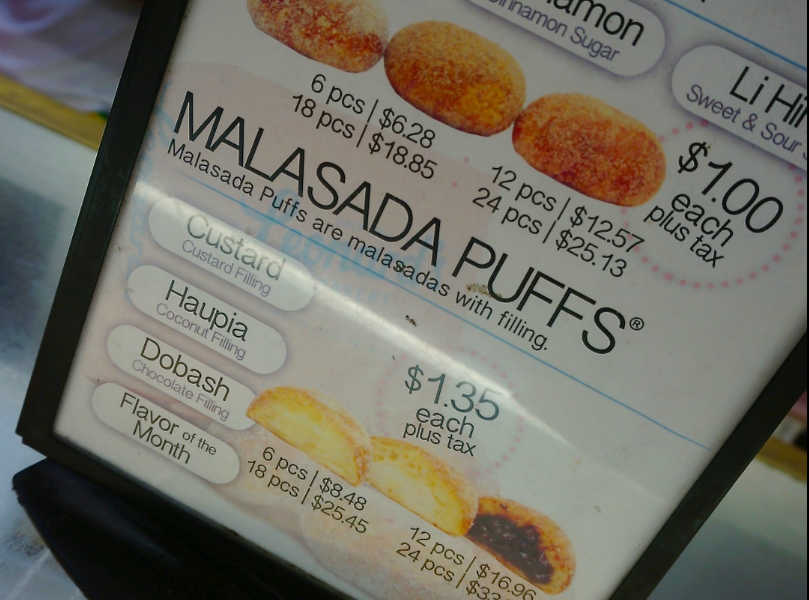 Cinnamon Sugar
Li Hi
Sweet & Sour
6 pcs | $6.28
18 pcs | $18.85
12 pcs | $12.57
24 pcs | $25.13
$1.00
each
plus tax
MALASADA PUFFS®
Malasada Puffs are malasadas with filling.
Leonard's
Custard
Custard Filling
Haupia
Coconut Filling
Dobash
Chocolate Filling
Flavor of the
Month
$1.35
each
plus tax
6 pcs | $8.48
18 pcs | $25.45
12 pcs | $16.96
24 pcs |